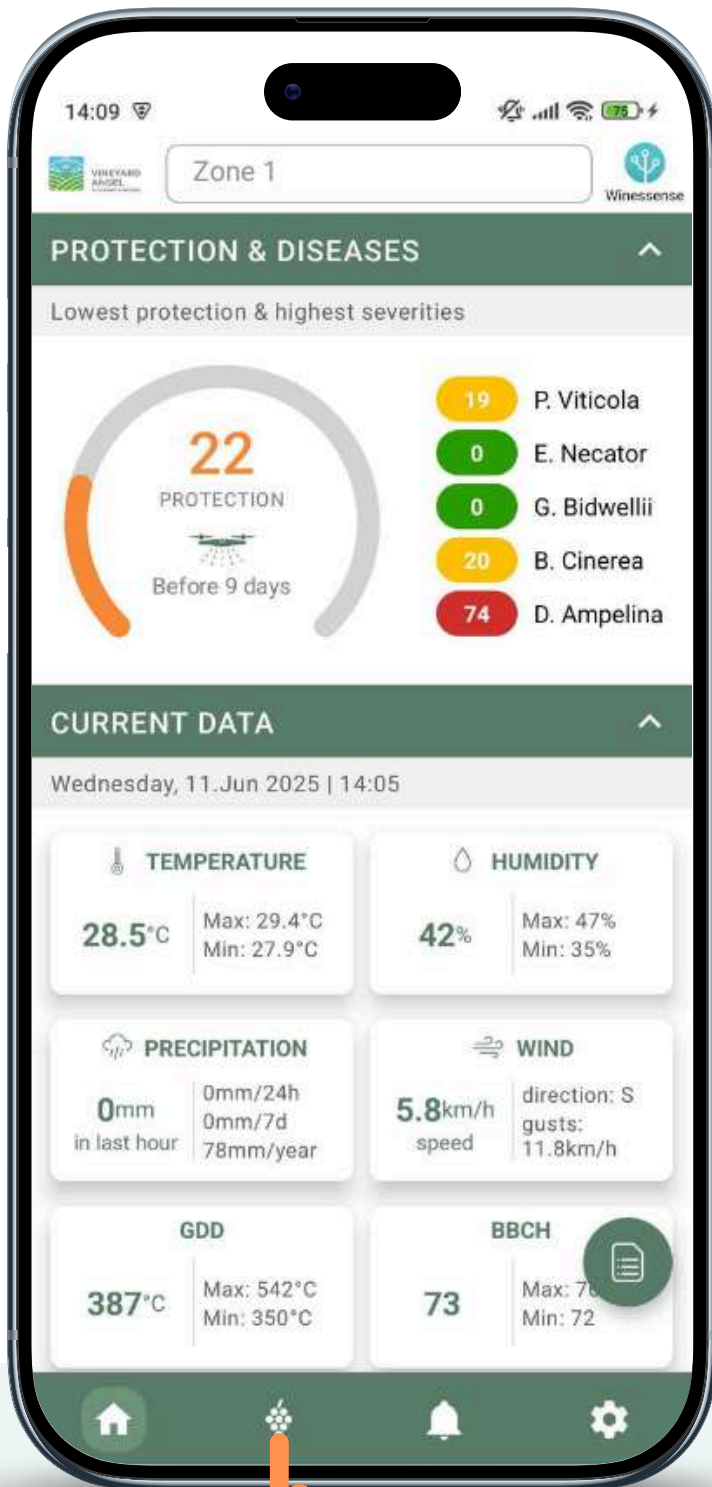 14:09
75
VINEYARD
ANGEL
Zone 1
Winessense
PROTECTION & DISEASES
Lowest protection & highest severities
22
PROTECTION
Before 9 days
19 P. Viticola
0 E. Necator
0 G. Bidwellii
20 B. Cinerea
74 D. Ampelina
CURRENT DATA
Wednesday, 11.Jun 2025 | 14:05
TEMPERATURE
28.5°C
Max: 29.4°C
Min: 27.9°C
HUMIDITY
42%
Max: 47%
Min: 35%
PRECIPITATION
0mm
in last hour
0mm/24h
0mm/7d
78mm/year
WIND
5.8km/h
speed
direction: S
gusts:
11.8km/h
GDD
387°C
Max: 542°C
Min: 350°C
BBCH
73
Max:
Min: 72